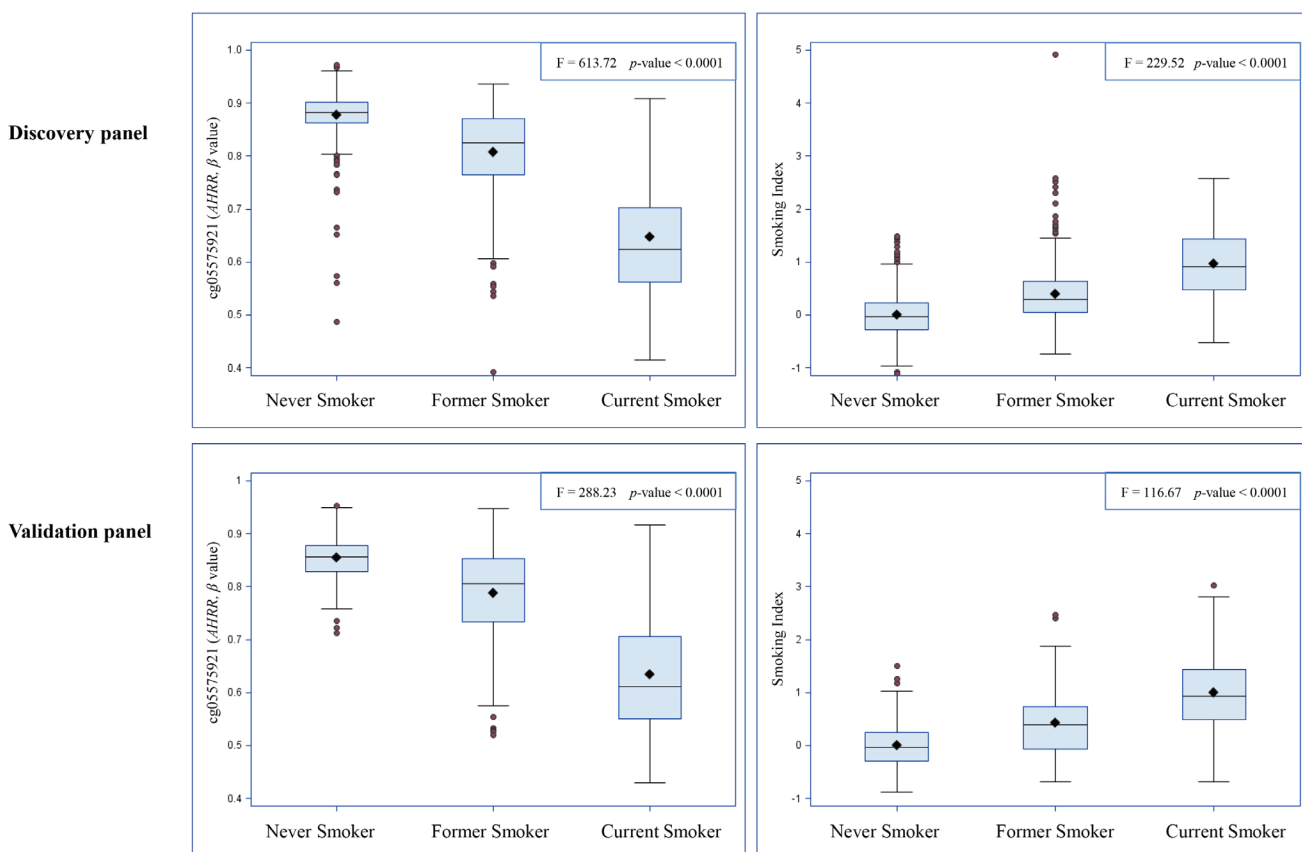 Discovery panel
F = 613.72 p-value < 0.0001
cg05575921 (AHRR, β value)
1.0
0.9
0.8
0.7
0.6
0.5
0.4
Never Smoker Former Smoker Current Smoker
F = 229.52 p-value < 0.0001
Smoking Index
5
4
3
2
1
0
-1
Never Smoker Former Smoker Current Smoker
Validation panel
F = 288.23 p-value < 0.0001
cg05575921 (AHRR, β value)
1
0.9
0.8
0.7
0.6
0.5
0.4
Never Smoker Former Smoker Current Smoker
F = 116.67 p-value < 0.0001
Smoking Index
5
4
3
2
1
0
-1
Never Smoker Former Smoker Current Smoker